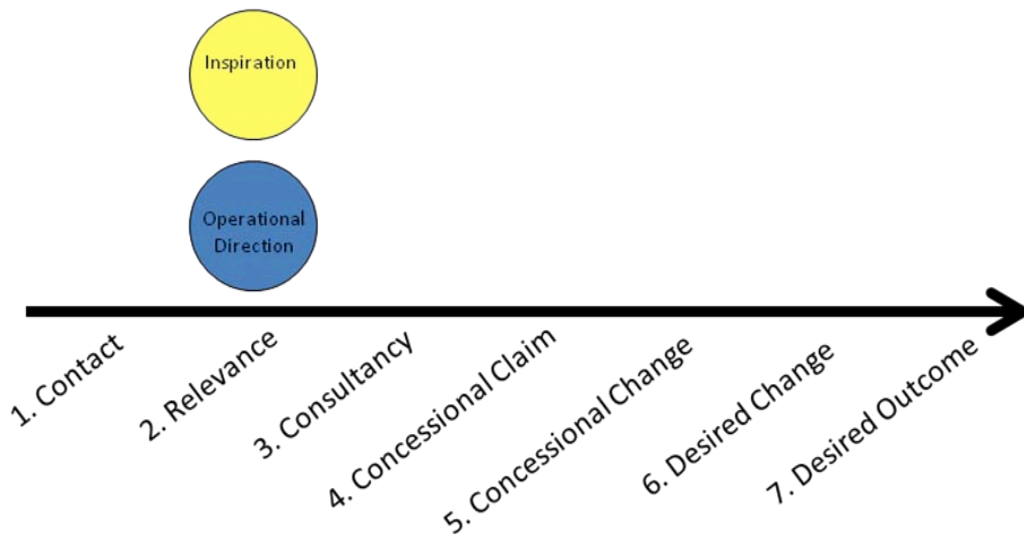 Inspiration
Operational
Direction
1. Contact
2. Relevance
3. Consultancy
4. Concessional Claim
5. Concessional Change
6. Desired Change
7. Desired Outcome